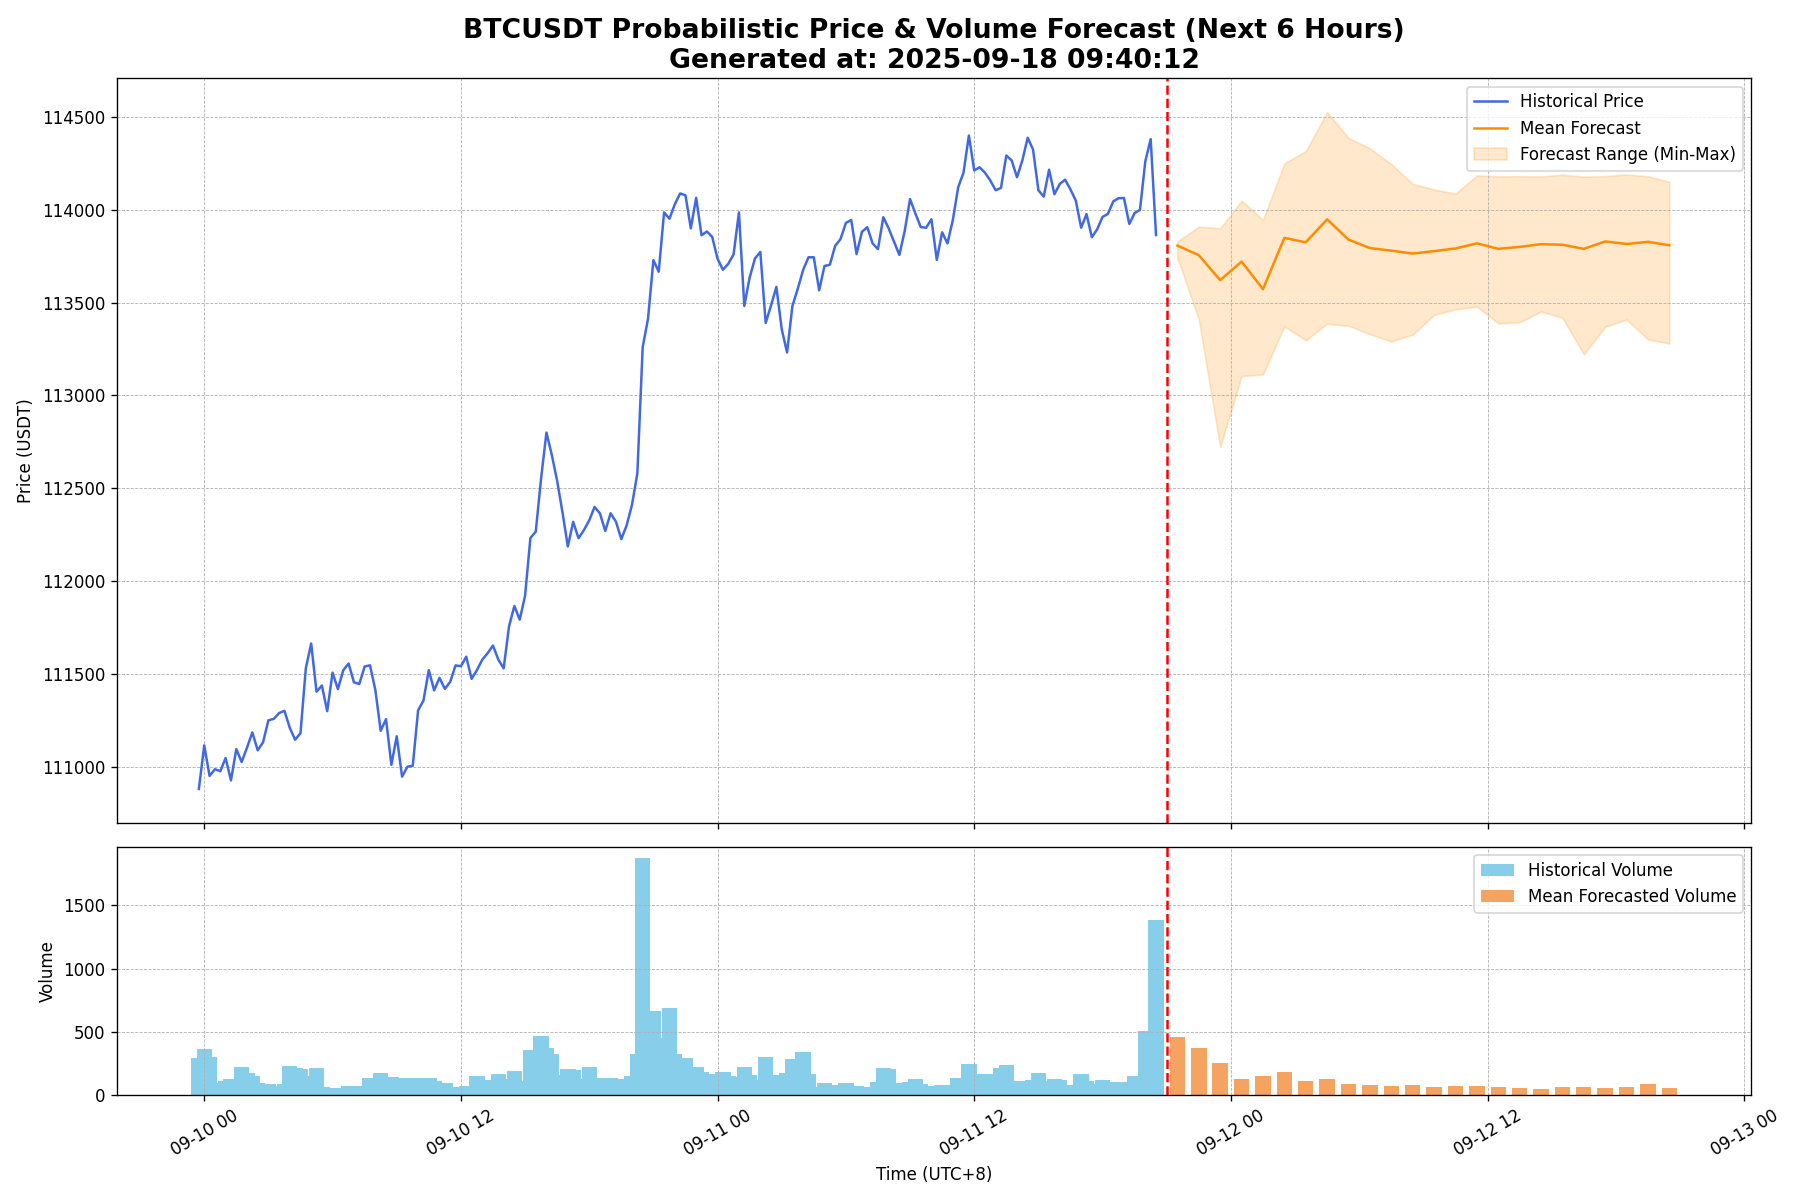 BTCUSDT Probabilistic Price & Volume Forecast (Next 6 Hours)
Generated at: 2025-09-18 09:40:12
Historical Price
Mean Forecast
Forecast Range (Min-Max)
Price (USDT)
114500
114000
113500
113000
112500
112000
111500
111000
Historical Volume
Mean Forecasted Volume
Volume
1500
1000
500
0
09-10 00
09-10 12
09-11 00
09-11 12
09-12 00
09-12 12
09-13 00
Time (UTC+8)